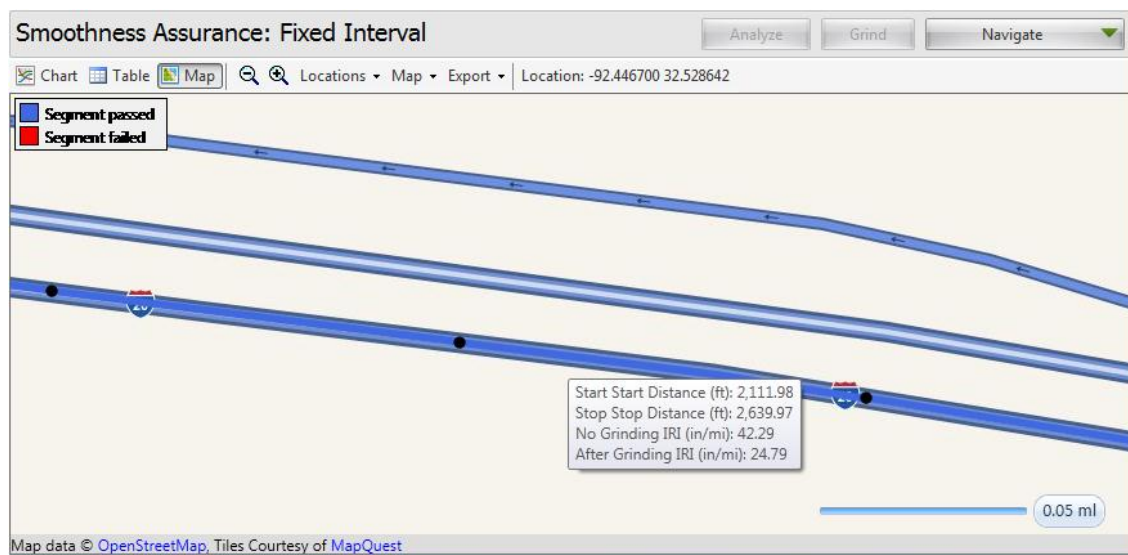 Smoothness Assurance: Fixed Interval
Analyze
Grind
Navigate
Chart
Table
Map
Locations
Map
Export
Location: -92.446700 32.528642
Segment passed
Segment failed
20
Start Start Distance (ft): 2,111.98
Stop Stop Distance (ft): 2,639.97
No Grinding IRI (in/mi): 42.29
After Grinding IRI (in/mi): 24.79
0.05 ml
Map data © OpenStreetMap, Tiles Courtesy of MapQuest